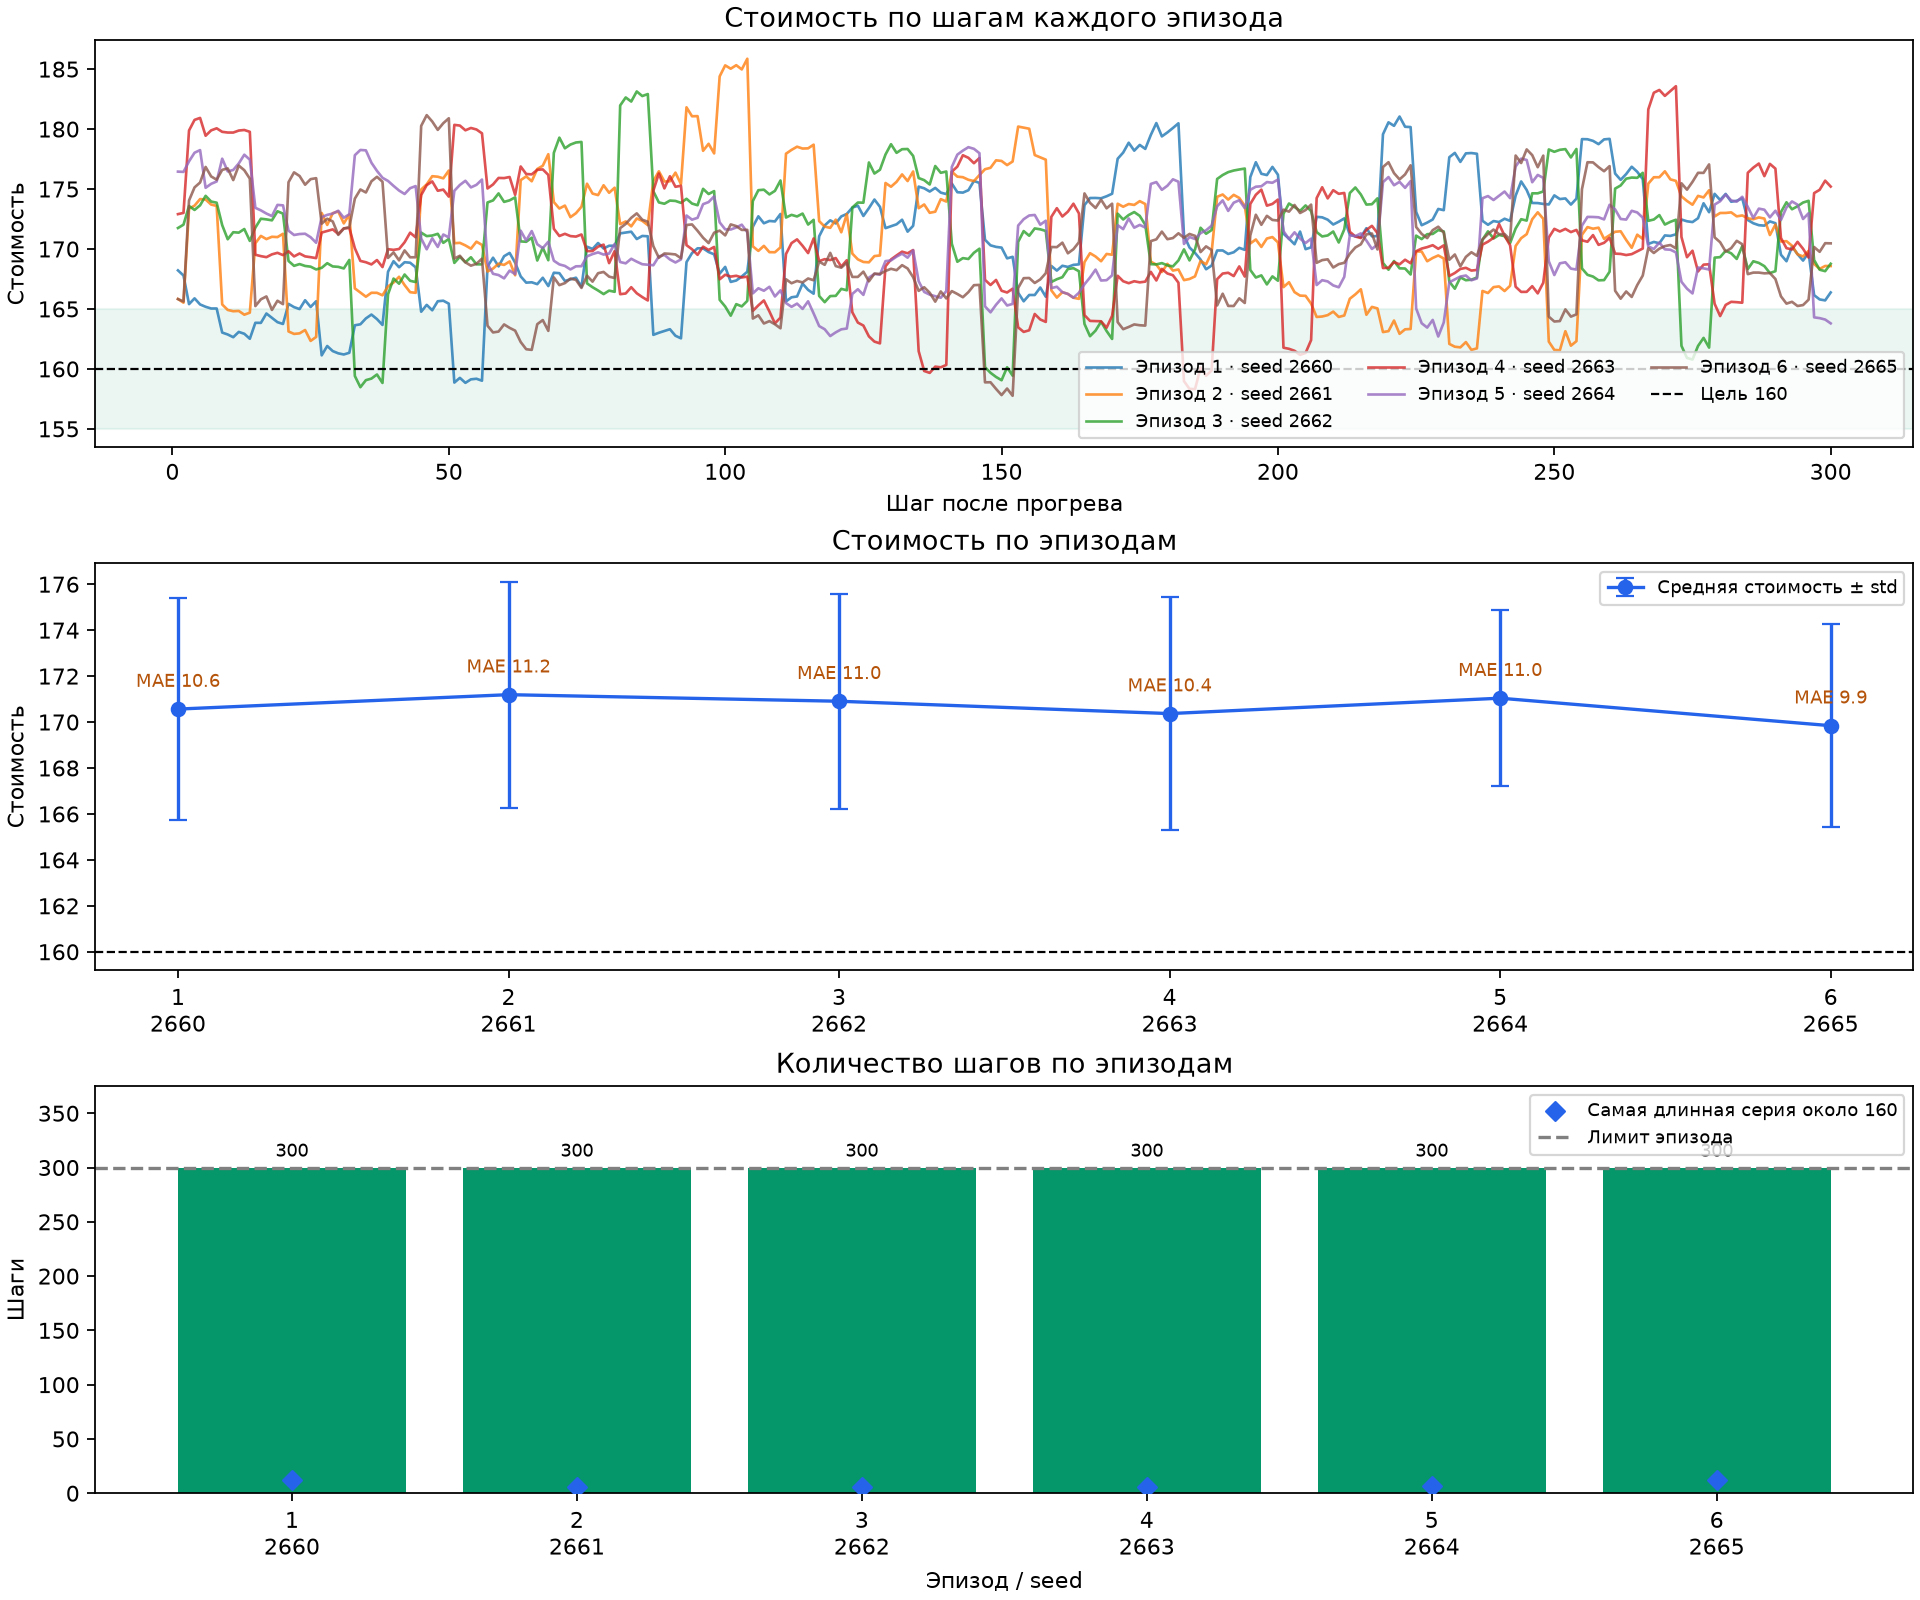 Стоимость по шагам каждого эпизода
Стоимость
185
180
175
170
165
160
155
Эпизод 1 · seed 2660
Эпизод 2 · seed 2661
Эпизод 3 · seed 2662
Эпизод 4 · seed 2663
Эпизод 5 · seed 2664
Эпизод 6 · seed 2665
Цель 160
0 50 100 150 200 250 300
Шаг после прогрева
Стоимость по эпизодам
Стоимость
176
174
172
170
168
166
164
162
160
Средняя стоимость ± std
MAE 10.6
MAE 11.2
MAE 11.0
MAE 10.4
MAE 11.0
MAE 9.9
1 2 3 4 5 6
2660 2661 2662 2663 2664 2665
Количество шагов по эпизодам
Шаги
350
300
250
200
150
100
50
0
Самая длинная серия около 160
Лимит эпизода
300 300 300 300 300 300
1 2 3 4 5 6
2660 2661 2662 2663 2664 2665
Эпизод / seed